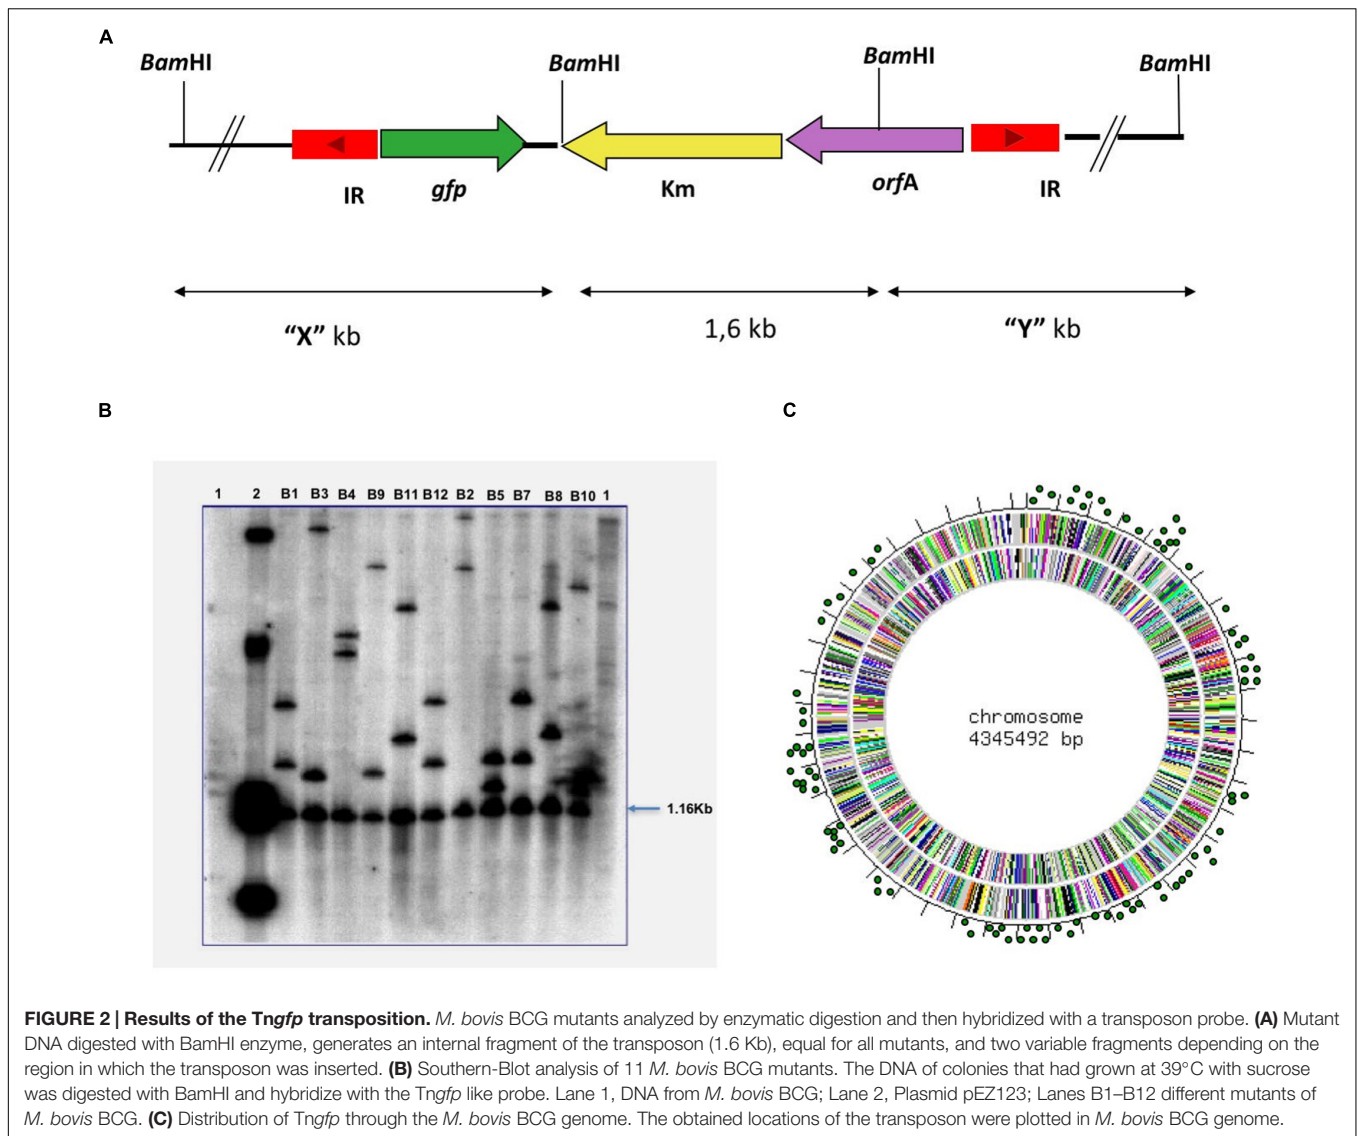 A
BamHI
BamHI
BamHI
BamHI
IR
gfp
Km
orfA
IR
"X" kb
1,6 kb
"Y" kb
B
C
1 2 B1 B3 B4 B9 B11 B12 B2 B5 B7 B8 B10 1
1.16Kb
chromosome
4345492 bp
FIGURE 2 | Results of the Tngfp transposition. M. bovis BCG mutants analyzed by enzymatic digestion and then hybridized with a transposon probe. (A) Mutant
DNA digested with BamHI enzyme, generates an internal fragment of the transposon (1.6 Kb), equal for all mutants, and two variable fragments depending on the
region in which the transposon was inserted. (B) Southern-Blot analysis of 11 M. bovis BCG mutants. The DNA of colonies that had grown at 39°C with sucrose
was digested with BamHI and hybridize with the Tngfp like probe. Lane 1, DNA from M. bovis BCG; Lane 2, Plasmid pEZ123; Lanes B1–B12 different mutants of
M. bovis BCG. (C) Distribution of Tngfp through the M. bovis BCG genome. The obtained locations of the transposon were plotted in M. bovis BCG genome.